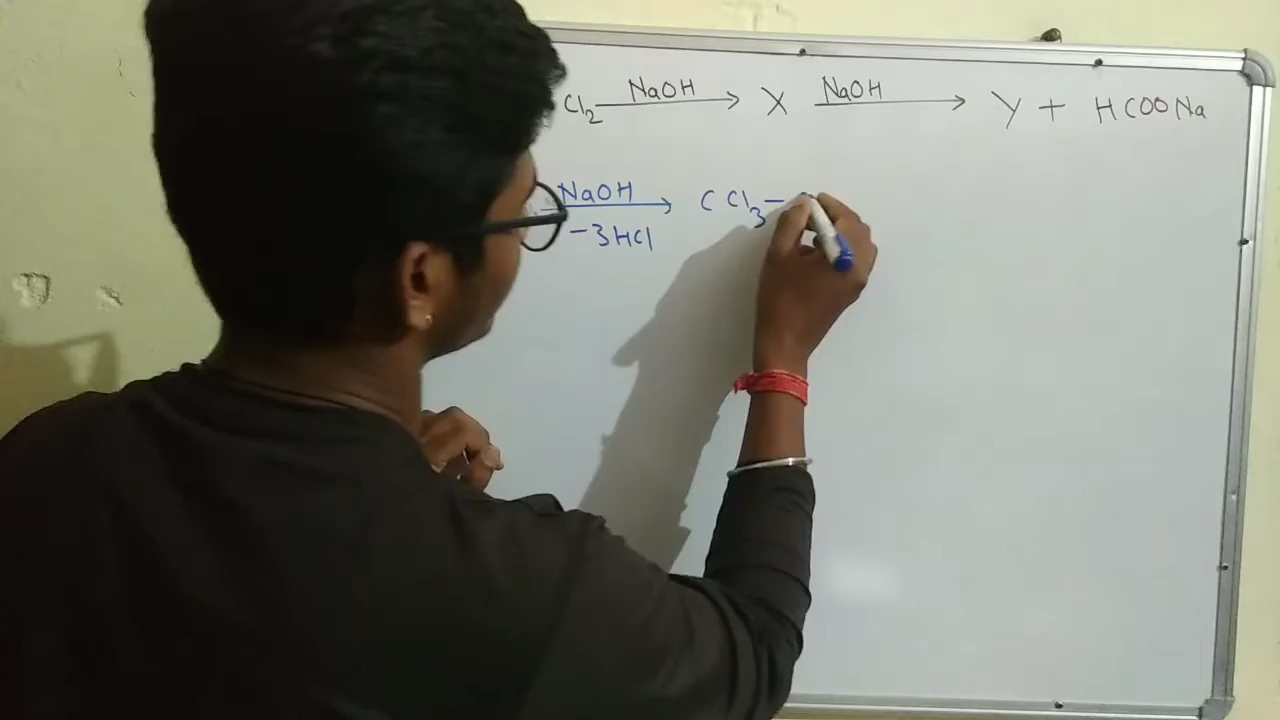 Cl2 NaOH → X NaOH → Y + HCOONa
NaOH → CCl3 –
-3HCl